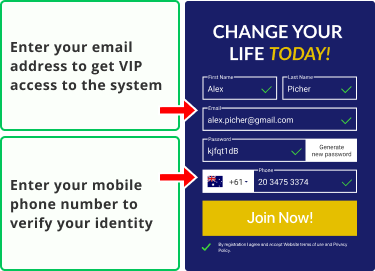 Enter your email
address to get VIP
access to the system
Enter your mobile
phone number to
verify your identity
CHANGE YOUR
LIFE TODAY!
First Name
Last Name
Alex
Picher
Email
alex.picher@gmail.com
Password
kjfqt1dB
Generate
new password
Phone
+61
20 3475 3374
Join Now!
By registration I agree and accept Website terms of use and Privacy
Policy.